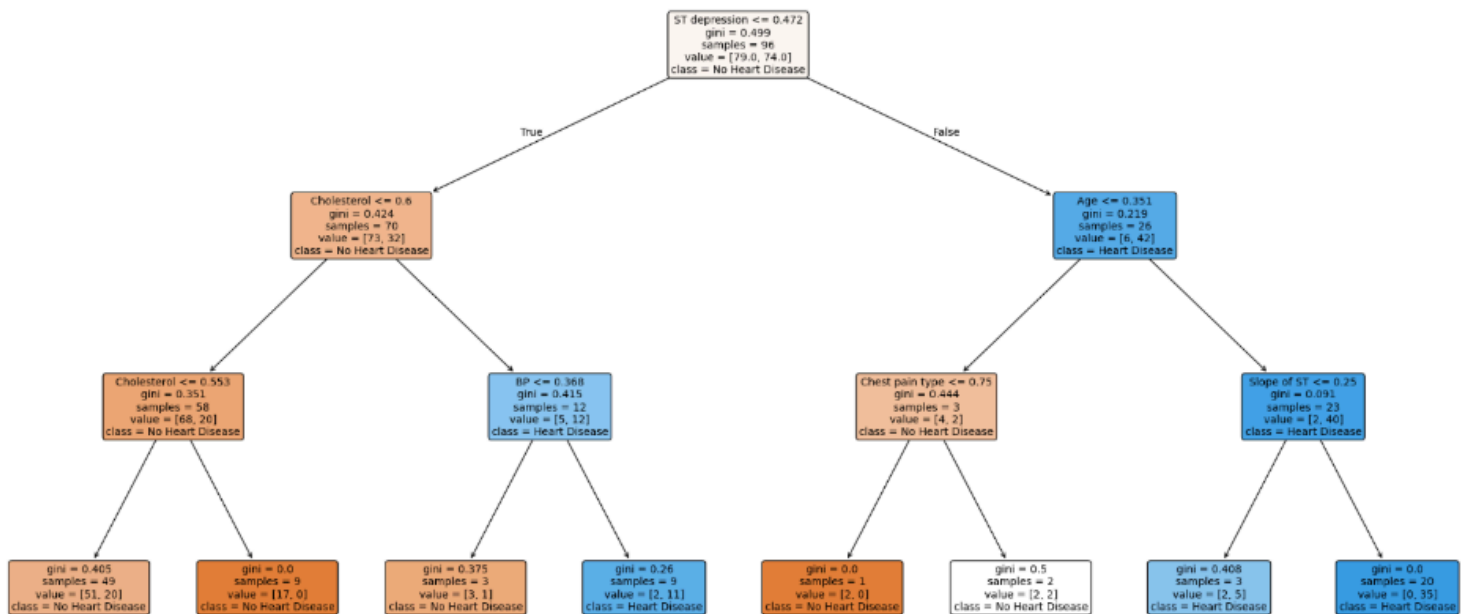 ST depression <= 0.472
gini = 0.499
samples = 96
value = [79.0, 74.0]
class = No Heart Disease
True
False
Cholesterol <= 0.6
gini = 0.424
samples = 70
value = [73, 32]
class = No Heart Disease
Age <= 0.351
gini = 0.219
samples = 26
value = [6, 42]
class = Heart Disease
Cholesterol <= 0.553
gini = 0.351
samples = 58
value = [68, 20]
class = No Heart Disease
BP <= 0.368
gini = 0.415
samples = 12
value = [5, 12]
class = Heart Disease
Chest pain type <= 0.75
gini = 0.444
samples = 3
value = [4, 2]
class = No Heart Disease
Slope of ST <= 0.25
gini = 0.091
samples = 23
value = [2, 40]
class = Heart Disease
gini = 0.405
samples = 49
value = [51, 20]
class = No Heart Disease
gini = 0.0
samples = 9
value = [17, 0]
class = No Heart Disease
gini = 0.375
samples = 3
value = [3, 1]
class = No Heart Disease
gini = 0.26
samples = 9
value = [2, 11]
class = Heart Disease
gini = 0.0
samples = 1
value = [2, 0]
class = No Heart Disease
gini = 0.5
samples = 2
value = [2, 2]
class = No Heart Disease
gini = 0.408
samples = 3
value = [2, 5]
class = Heart Disease
gini = 0.0
samples = 20
value = [0, 35]
class = Heart Disease